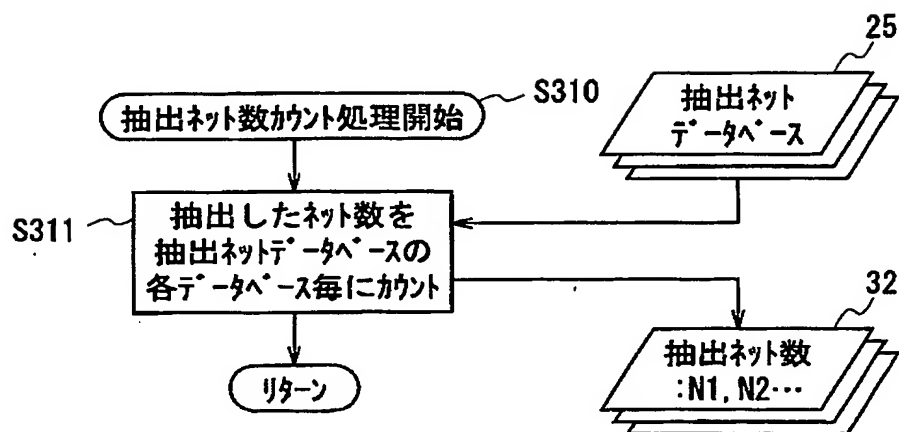 25
抽出ネット
データベース
抽出ネット数カウント処理開始
S310
S311
抽出したネット数を
抽出ネットデータベースの
各データベース毎にカウント
32
抽出ネット数
:N1, N2…
リターン